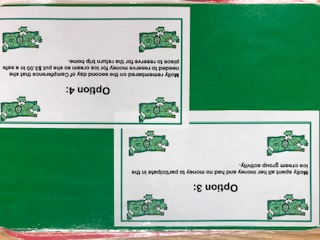 Option 3:
Molly spent all her money and had no money to participate in the
ice cream group activity.
Option 4:
Molly remembered on the second day of Campference that she
needed to reserve money for ice cream so she put $3.00 in a safe
place to reserve for the return trip home.